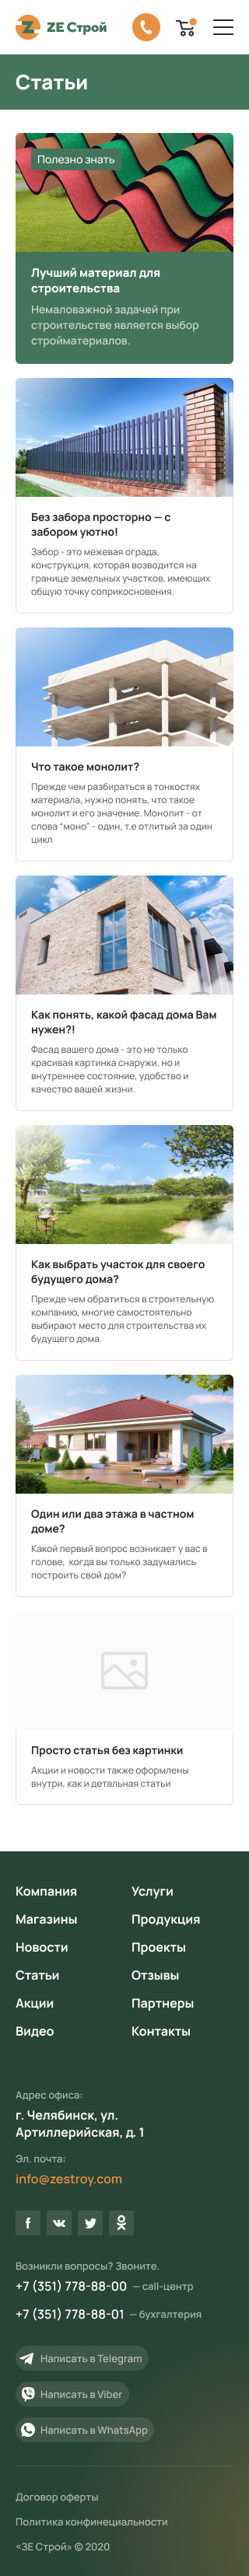 ZE Строй
Статьи
Полезно знать
Лучший материал для
строительства
Немаловажной задачей при
строительстве является выбор
стройматериалов.
Без забора просторно — с
забором уютно!
Забор - это межевая ограда,
конструкция, которая возводится на
границе земельных участков, имеющих
общую точку соприкосновения.
Что такое монолит?
Прежде чем разбираться в тонкостях
материала, нужно понять, что такое
монолит и его значение. Монолит - от
слова “моно” - один, т.е отлитый за один
цикл
Как понять, какой фасад дома Вам
нужен?!
Фасад вашего дома - это не только
красивая картинка снаружи, но и
внутреннее состояние, удобство и
качество вашей жизни.
Как выбрать участок для своего
будущего дома?
Прежде чем обратиться в строительную
компанию, многие самостоятельно
выбирают место для строительства их
будущего дома.
Один или два этажа в частном
доме?
Какой первый вопрос возникает у вас в
голове, когда вы только задумались
построить свой дом?
Просто статья без картинки
Акции и новости также оформлены
внутри, как и детальная статьи
Компания
Услуги
Магазины
Продукция
Новости
Проекты
Статьи
Отзывы
Акции
Партнеры
Видео
Контакты
Адрес офиса:
г. Челябинск, ул.
Артиллерийная, д. 1
Эл. почта:
info@zestroy.com
Возникли вопросы? Звоните.
+7 (351) 778-88-00 — call-центр
+7 (351) 778-88-01 — бухгалтерия
Написать в Telegram
Написать в Viber
Написать в WhatsApp
Договор оферты
Политика конфинециальности
«ZE Строй» © 2020